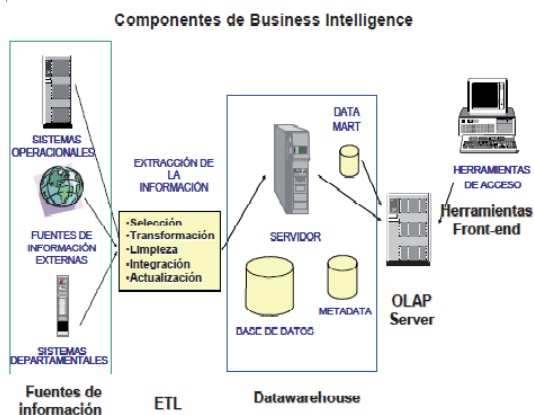 Componentes de Business Intelligence
SISTEMAS
OPERACIONALES
FUENTES DE
INFORMACIÓN
EXTERNAS
SISTEMAS
DEPARTAMENTALES
Fuentes de
información
EXTRACCIÓN DE
LA
INFORMACIÓN
•Selección
•Transformación
•Limpieza
•Integración
•Actualización
ETL
DATA
MART
SERVIDOR
BASE DE DATOS
METADATA
Datawarehouse
OLAP
Server
HERRAMIENTAS
DE ACCESO
Herramientas
Front-end